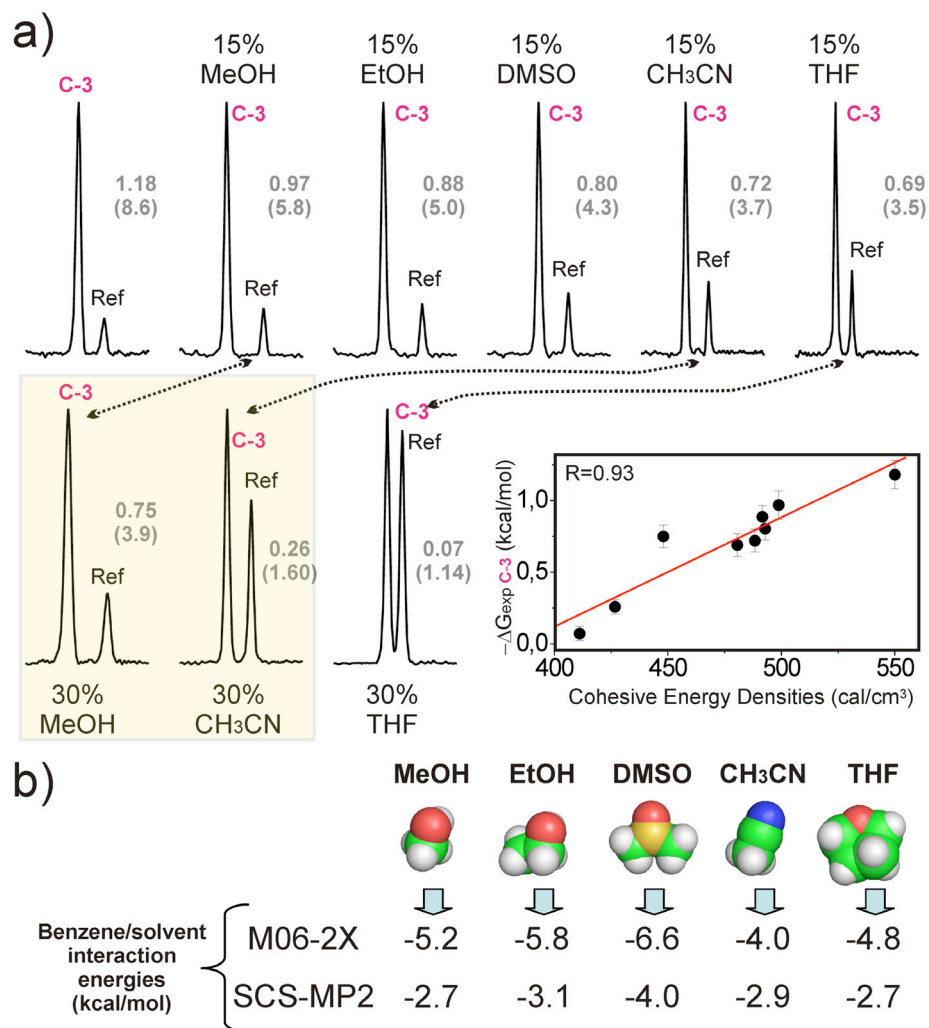 a)
15%
MeOH
15%
EtOH
15%
DMSO
15%
CH3CN
15%
THF
C-3
1.18
(8.6)
Ref
C-3
0.97
(5.8)
Ref
C-3
0.88
(5.0)
Ref
C-3
0.80
(4.3)
Ref
C-3
0.72
(3.7)
Ref
C-3
0.69
(3.5)
Ref
C-3
0.75
(3.9)
Ref
30%
MeOH
C-3
Ref
0.26
(1.60)
30%
CH3CN
C-3
Ref
0.07
(1.14)
30%
THF
R=0.93
−ΔGexp C-3 (kcal/mol)
1,0
0,5
0,0
400 450 500 550
Cohesive Energy Densities (cal/cm³)
b)
MeOH EtOH DMSO CH3CN THF
Benzene/solvent
interaction
energies
(kcal/mol)
M06-2X -5.2 -5.8 -6.6 -4.0 -4.8
SCS-MP2 -2.7 -3.1 -4.0 -2.9 -2.7